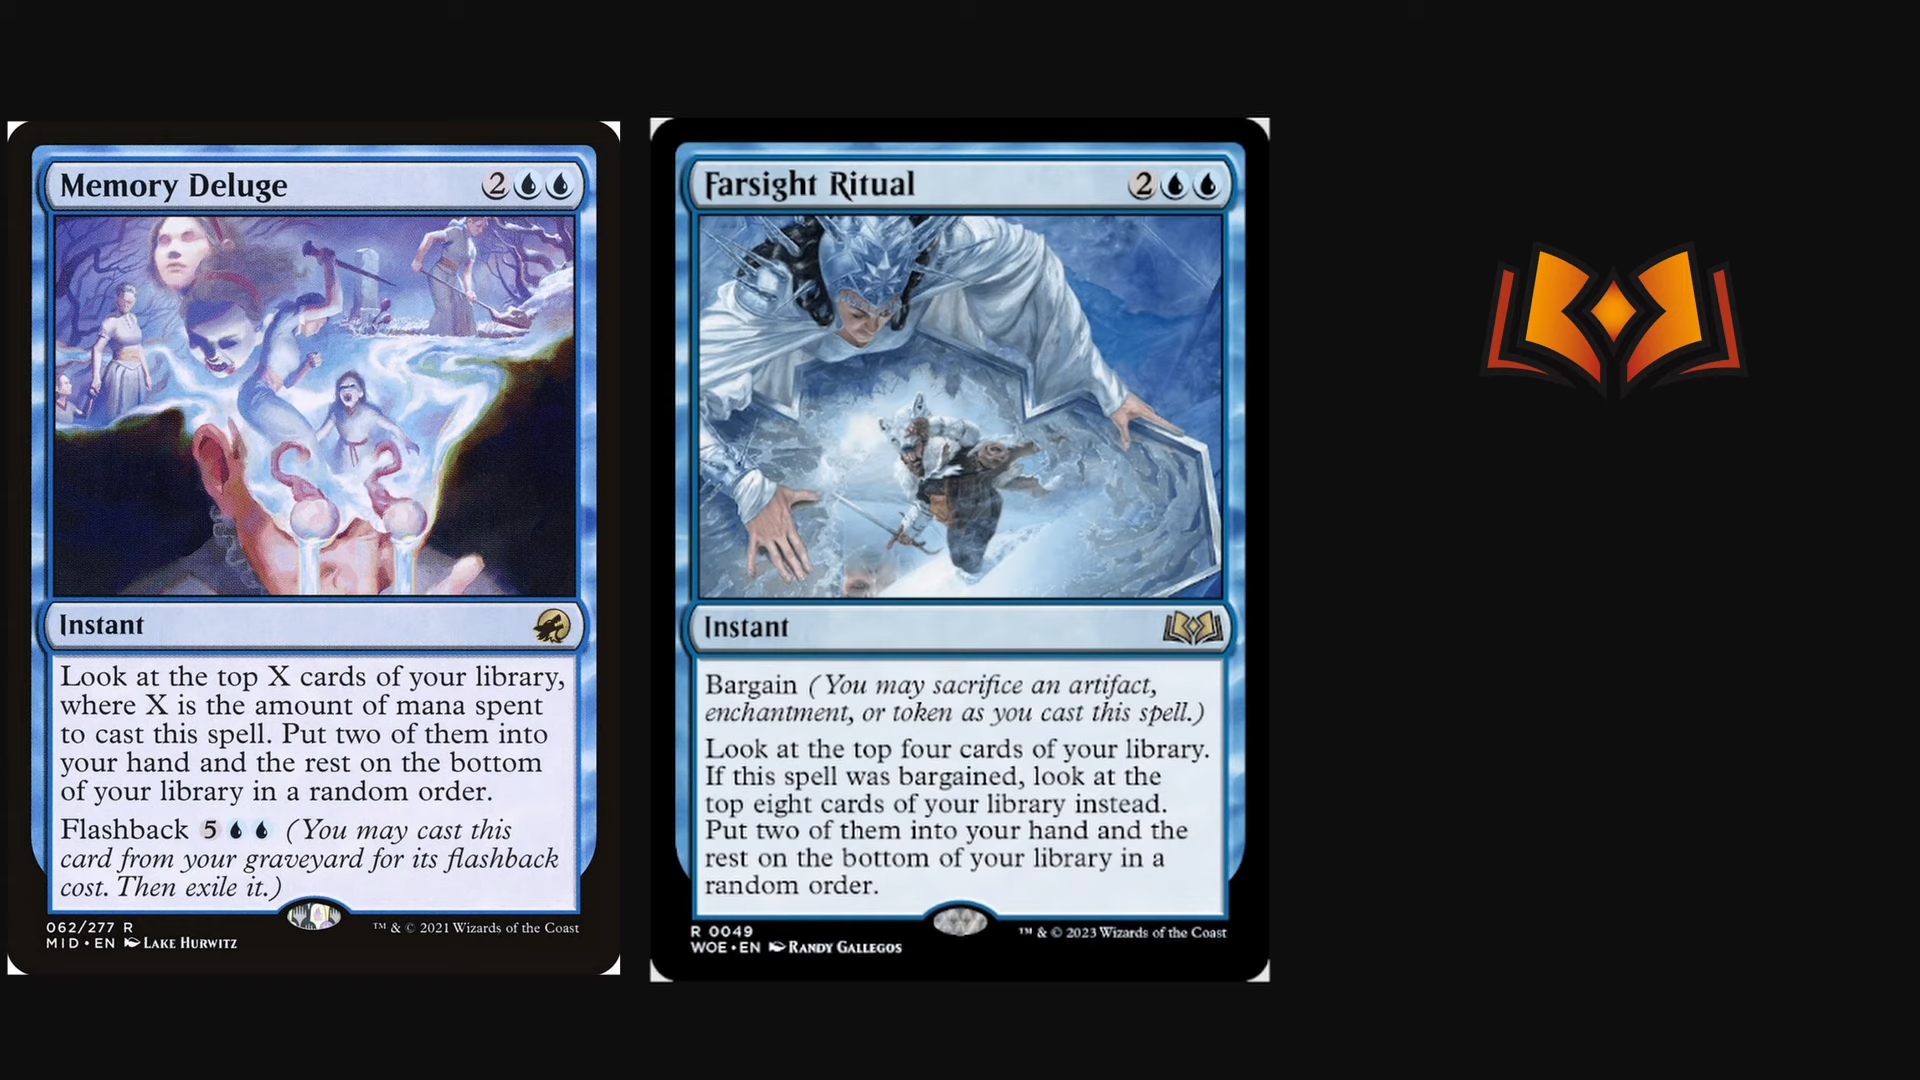 Memory Deluge 2
Instant
Look at the top X cards of your library,
where X is the amount of mana spent
to cast this spell. Put two of them into
your hand and the rest on the bottom
of your library in a random order.
Flashback 5 (You may cast this
card from your graveyard for its flashback
cost. Then exile it.)
062/277 R
MID • EN LAKE HURWITZ
™ & © 2021 Wizards of the Coast
Farsight Ritual 2
Instant
Bargain (You may sacrifice an artifact,
enchantment, or token as you cast this spell.)
Look at the top four cards of your library.
If this spell was bargained, look at the
top eight cards of your library instead.
Put two of them into your hand and the
rest on the bottom of your library in a
random order.
R 0049
WOE • EN RANDY GALLEGOS
™ & © 2023 Wizards of the Coast